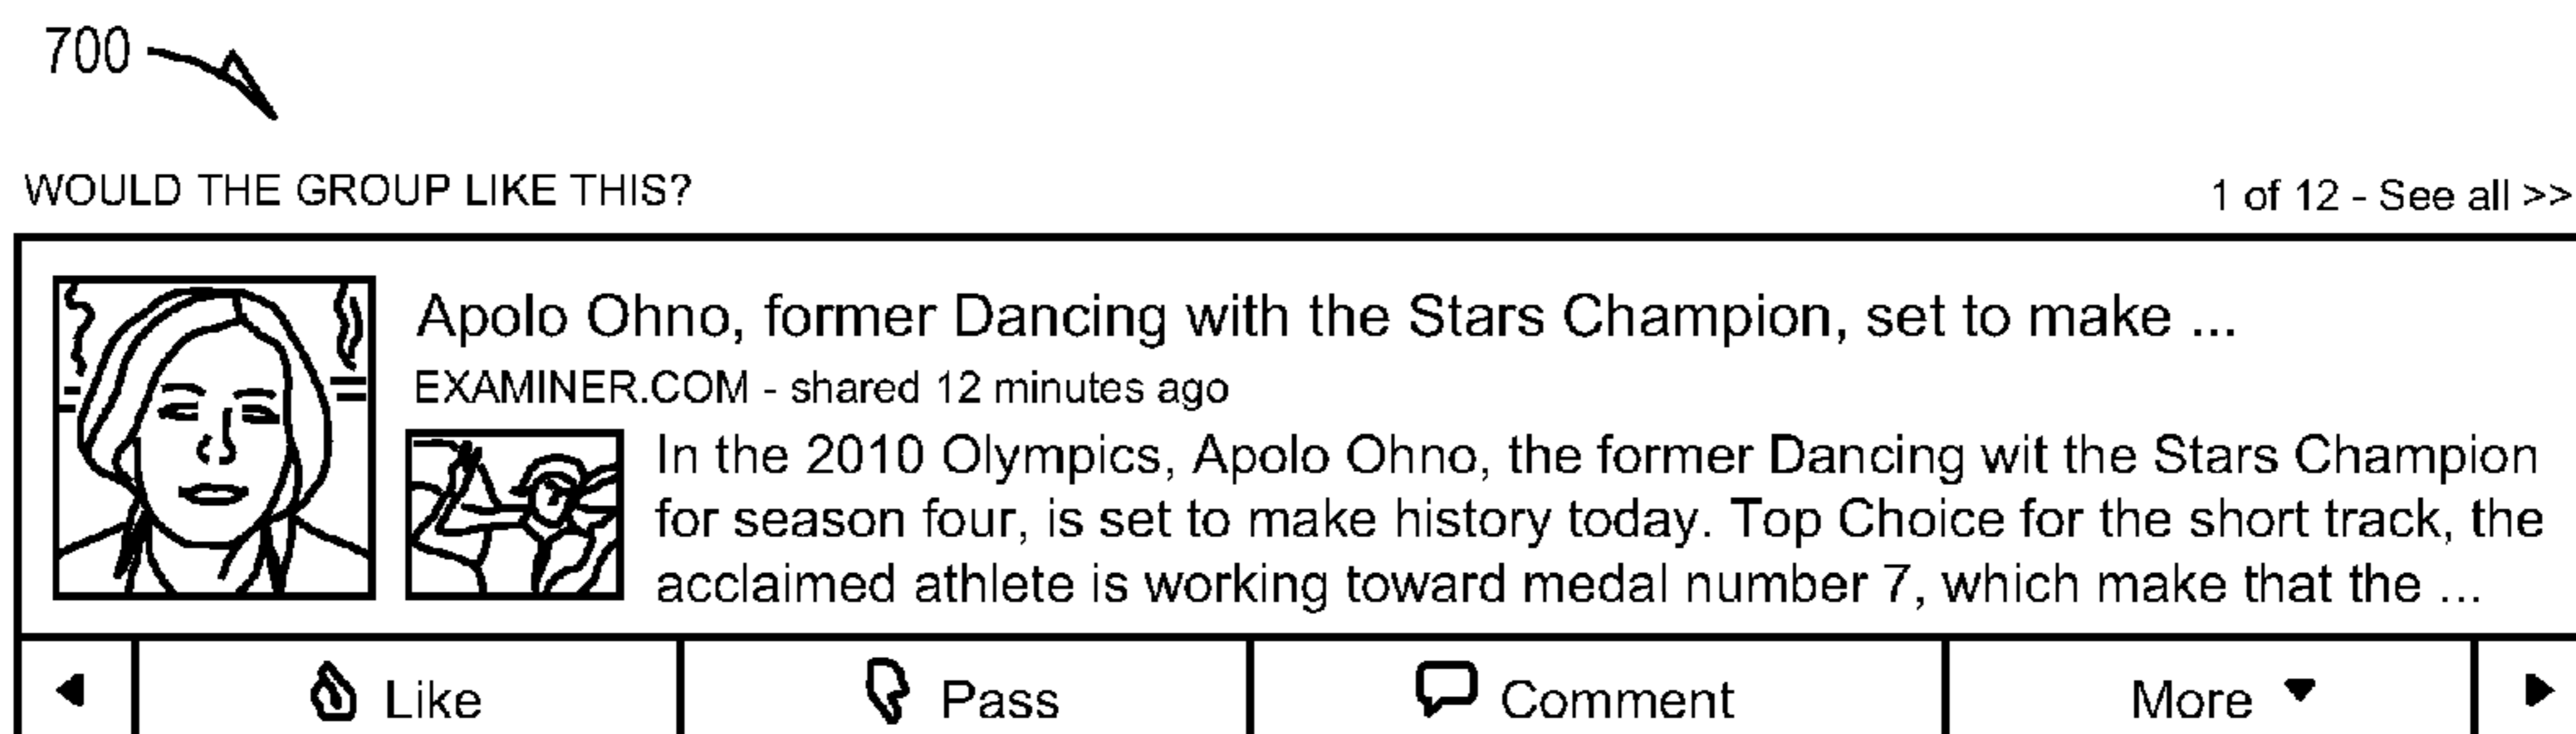 700
WOULD THE GROUP LIKE THIS?
1 of 12 - See all >>
Apolo Ohno, former Dancing with the Stars Champion, set to make ...
EXAMINER.COM - shared 12 minutes ago
In the 2010 Olympics, Apolo Ohno, the former Dancing wit the Stars Champion
for season four, is set to make history today. Top Choice for the short track, the
acclaimed athlete is working toward medal number 7, which make that the ...
Like
Pass
Comment
More